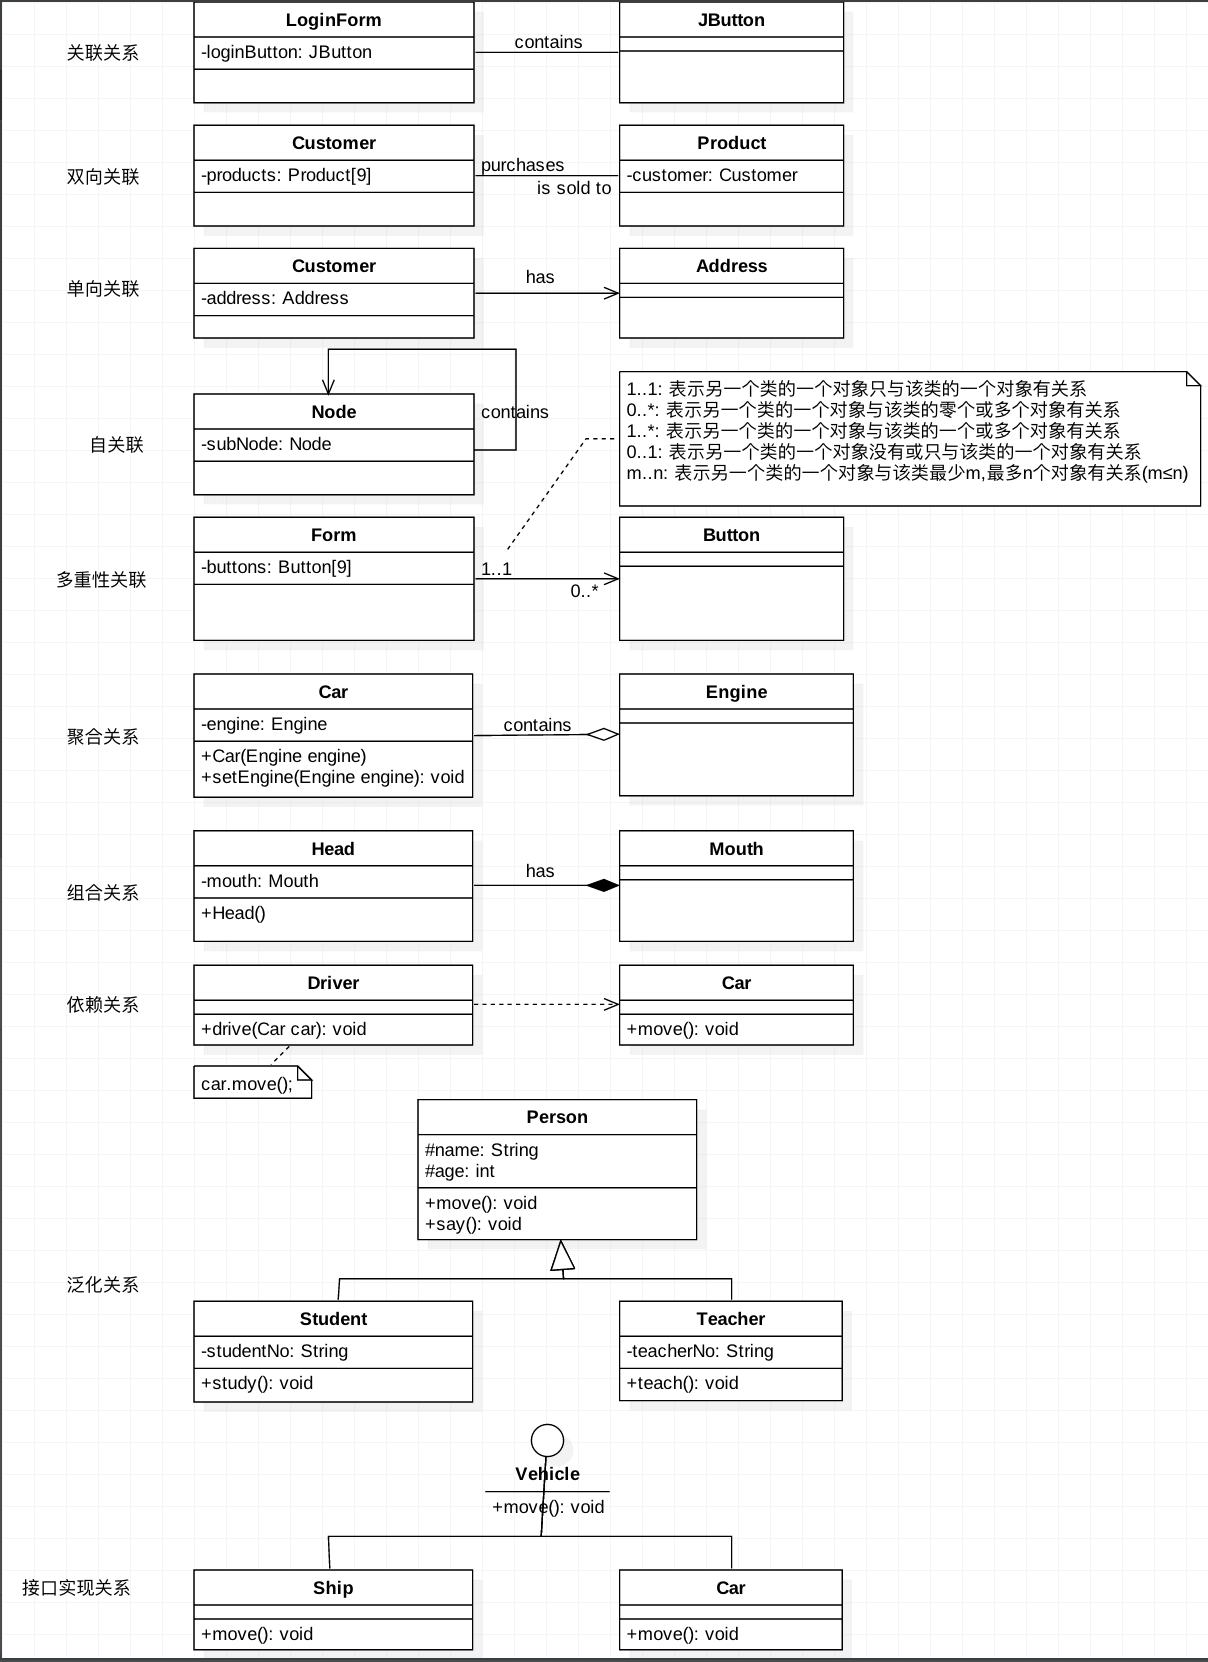 LoginForm
JButton
关联关系
-loginButton: JButton
contains
Customer
Product
双向关联
-products: Product[9]
purchases
is sold to
-customer: Customer
Customer
Address
单向关联
-address: Address
has
Node
contains
自关联
-subNode: Node
1..1: 表示另一个类的一个对象只与该类的一个对象有关系
0..*: 表示另一个类的一个对象与该类的零个或多个对象有关系
1..*: 表示另一个类的一个对象与该类的一个或多个对象有关系
0..1: 表示另一个类的一个对象没有或只与该类的一个对象有关系
m..n: 表示另一个类的一个对象与该类最少m,最多n个对象有关系(m≤n)
Form
Button
多重性关联
-buttons: Button[9]
1..1
0..*
Car
Engine
聚合关系
-engine: Engine
contains
+Car(Engine engine)
+setEngine(Engine engine): void
Head
Mouth
组合关系
-mouth: Mouth
has
+Head()
Driver
Car
依赖关系
+drive(Car car): void
+move(): void
car.move();
Person
#name: String
#age: int
+move(): void
+say(): void
泛化关系
Student
Teacher
-studentNo: String
-teacherNo: String
+study(): void
+teach(): void
Vehicle
+move(): void
接口实现关系
Ship
Car
+move(): void
+move(): void